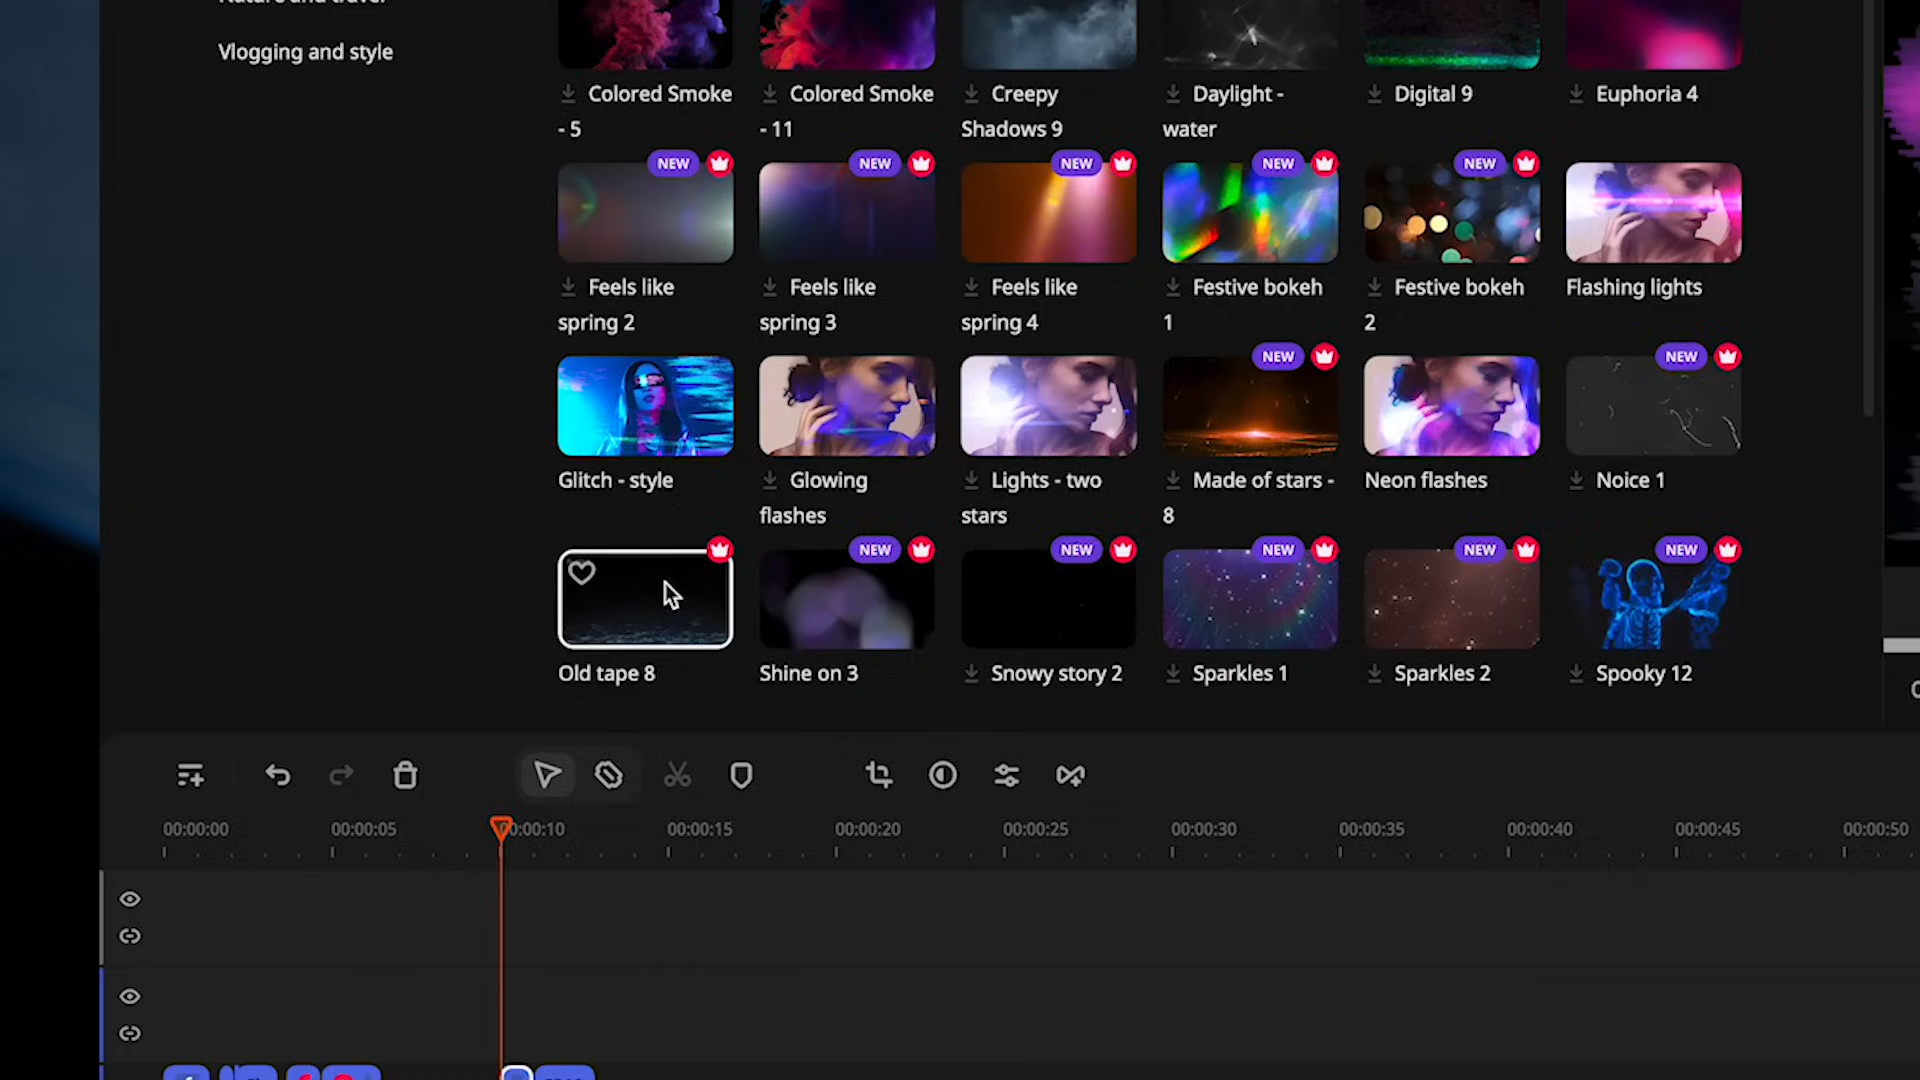 Nature and travel
Vlogging and style
Colored Smoke
- 5
Colored Smoke
- 11
Creepy
Shadows 9
Daylight -
water
Digital 9
Euphoria 4
NEW
NEW
NEW
NEW
NEW
Feels like
spring 2
Feels like
spring 3
Feels like
spring 4
Festive bokeh
1
Festive bokeh
2
Flashing lights
NEW
NEW
Glitch - style
Glowing
flashes
Lights - two
stars
Made of stars -
8
Neon flashes
Noice 1
NEW
NEW
NEW
NEW
NEW
Old tape 8
Shine on 3
Snowy story 2
Sparkles 1
Sparkles 2
Spooky 12
00:00:00 00:00:05 00:00:10 00:00:15 00:00:20 00:00:25 00:00:30 00:00:35 00:00:40 00:00:45 00:00:50